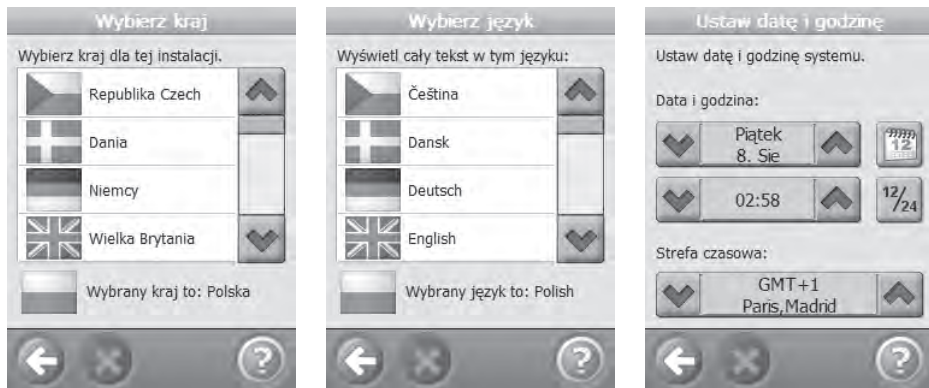 Wybierz kraj
Wybierz kraj dla tej instalacji.
Republika Czech
Dania
Niemcy
Wielka Brytania
Wybrany kraj to: Polska
?
Wybierz język
Wyświetl cały tekst w tym języku:
Čeština
Dansk
Deutsch
English
Wybrany język to: Polish
?
Ustaw datę i godzinę
Ustaw datę i godzinę systemu.
Data i godzina:
Piątek
8. Sie
12
02:58
12/24
Strefa czasowa:
GMT+1
Paris,Madrid
?